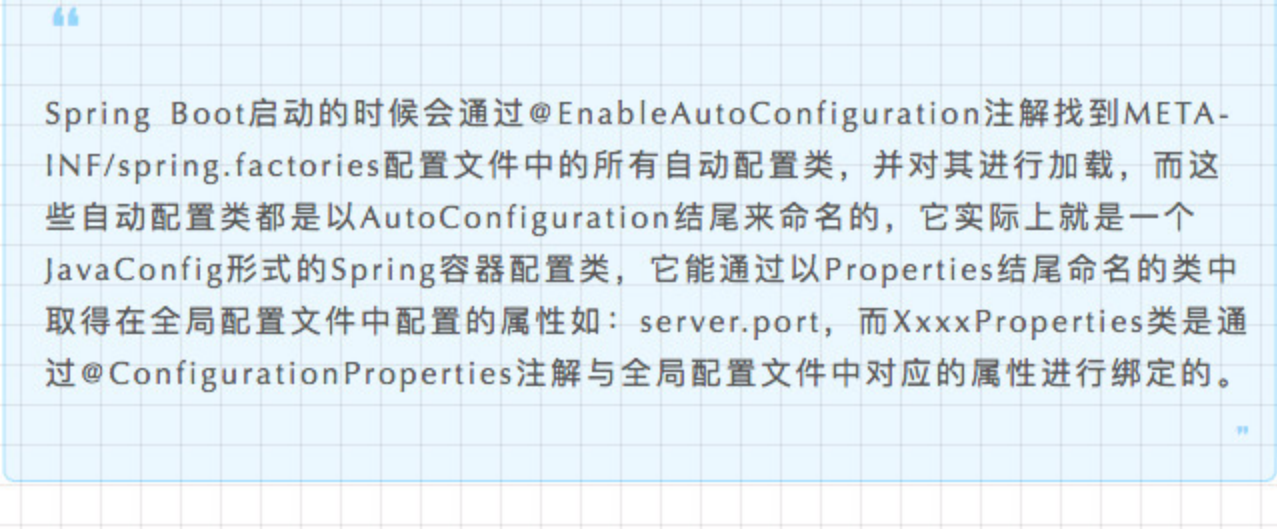 ❝
Spring Boot启动的时候会通过@EnableAutoConfiguration注解找到META-
INF/spring.factories配置文件中的所有自动配置类，并对其进行加载，而这
些自动配置类都是以AutoConfiguration结尾来命名的，它实际上就是一个
JavaConfig形式的Spring容器配置类，它能通过以Properties结尾命名的类中
取得在全局配置文件中配置的属性如：server.port，而XxxxProperties类是通
过@ConfigurationProperties注解与全局配置文件中对应的属性进行绑定的。
❞